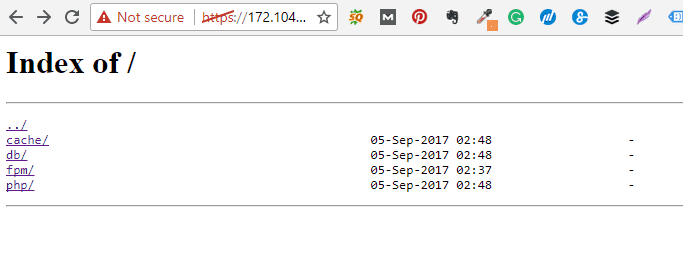 Not secure | https://172.104...
Index of /
../
cache/ 05-Sep-2017 02:48 -
db/ 05-Sep-2017 02:48 -
fpm/ 05-Sep-2017 02:37 -
php/ 05-Sep-2017 02:48 -